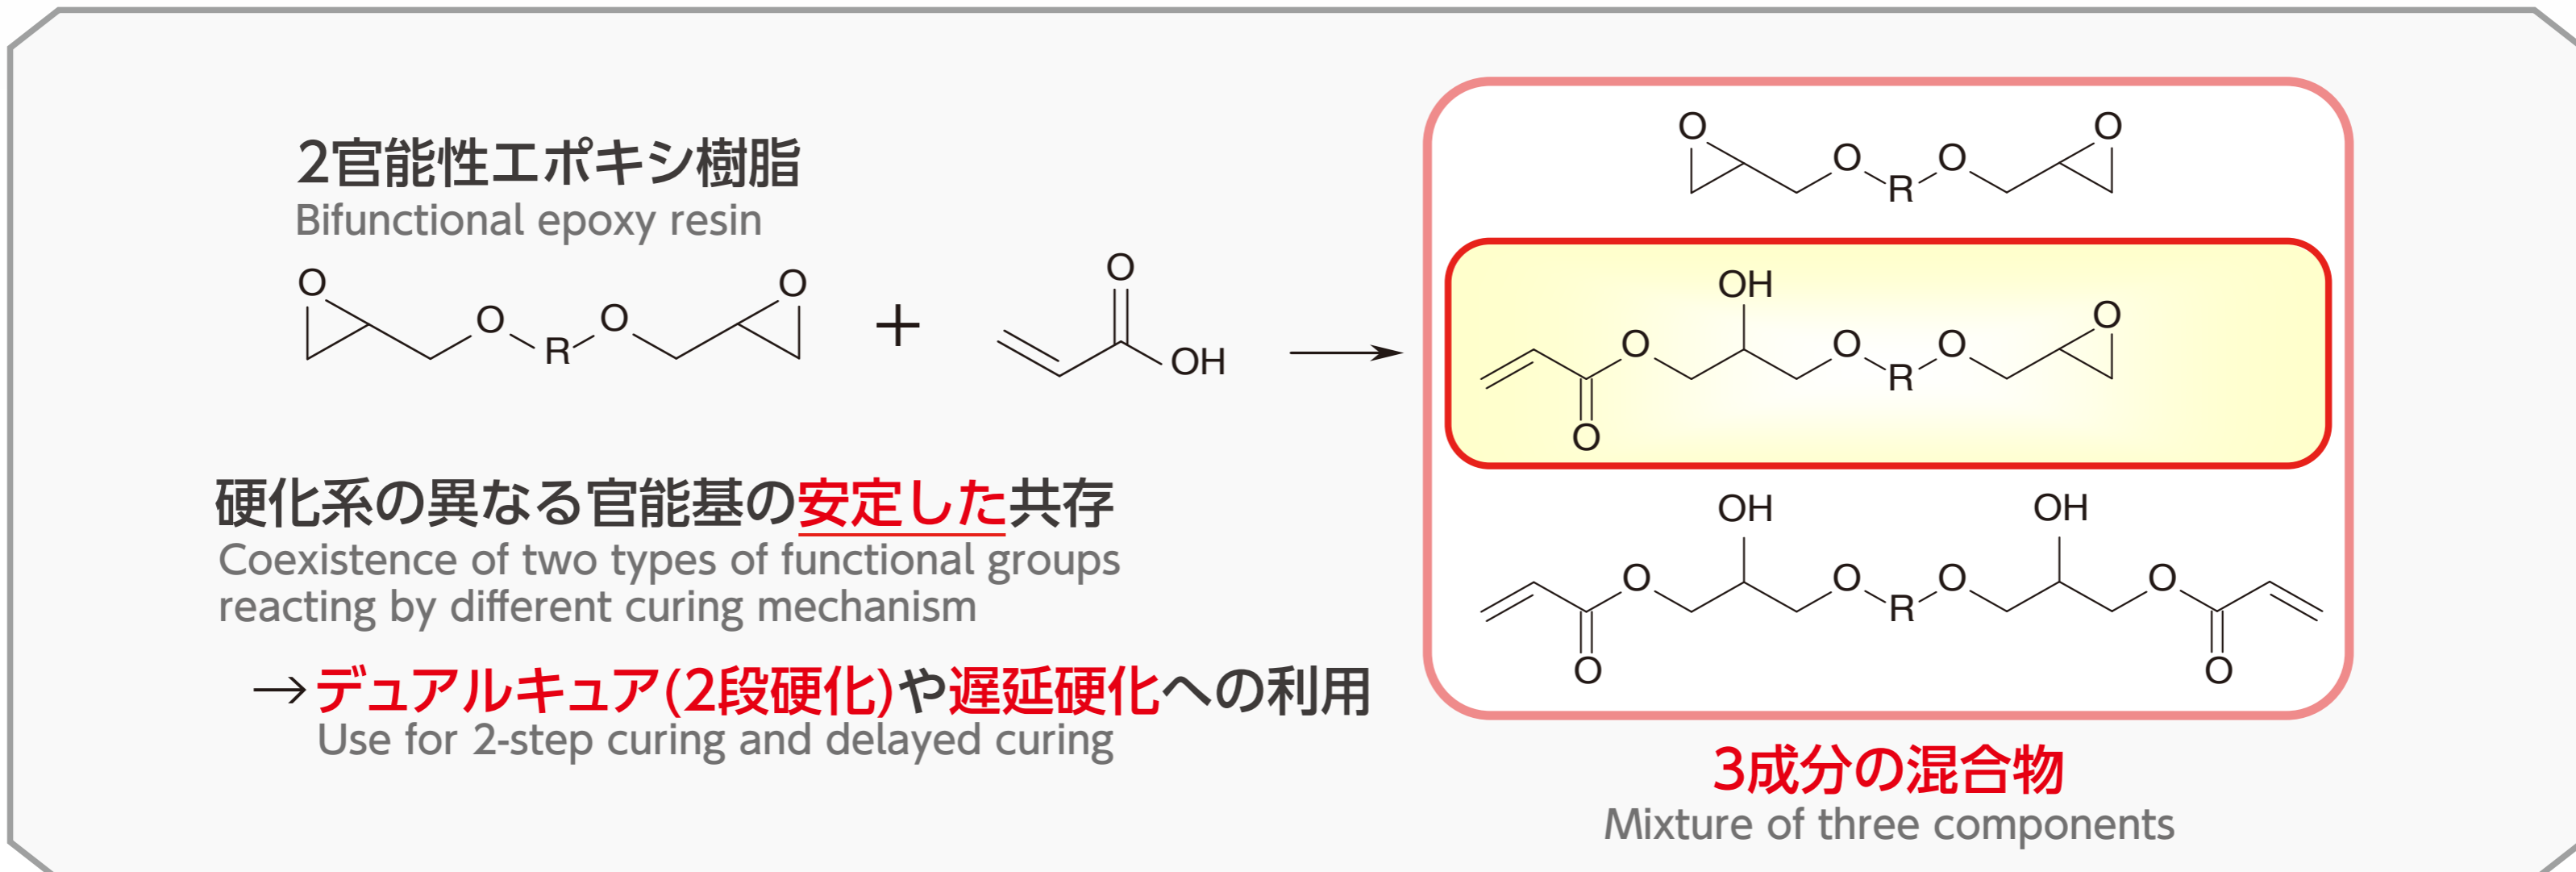 2官能性エポキシ樹脂
Bifunctional epoxy resin
O
O
R
O
O
+
O
OH
硬化系の異なる官能基の安定した共存
Coexistence of two types of functional groups
reacting by different curing mechanism
→デュアルキュア(2段硬化)や遅延硬化への利用
Use for 2-step curing and delayed curing
O
O
R
O
O
OH
O
O
O
R
O
O
OH
OH
O
O
O
R
O
O
O
3成分の混合物
Mixture of three components